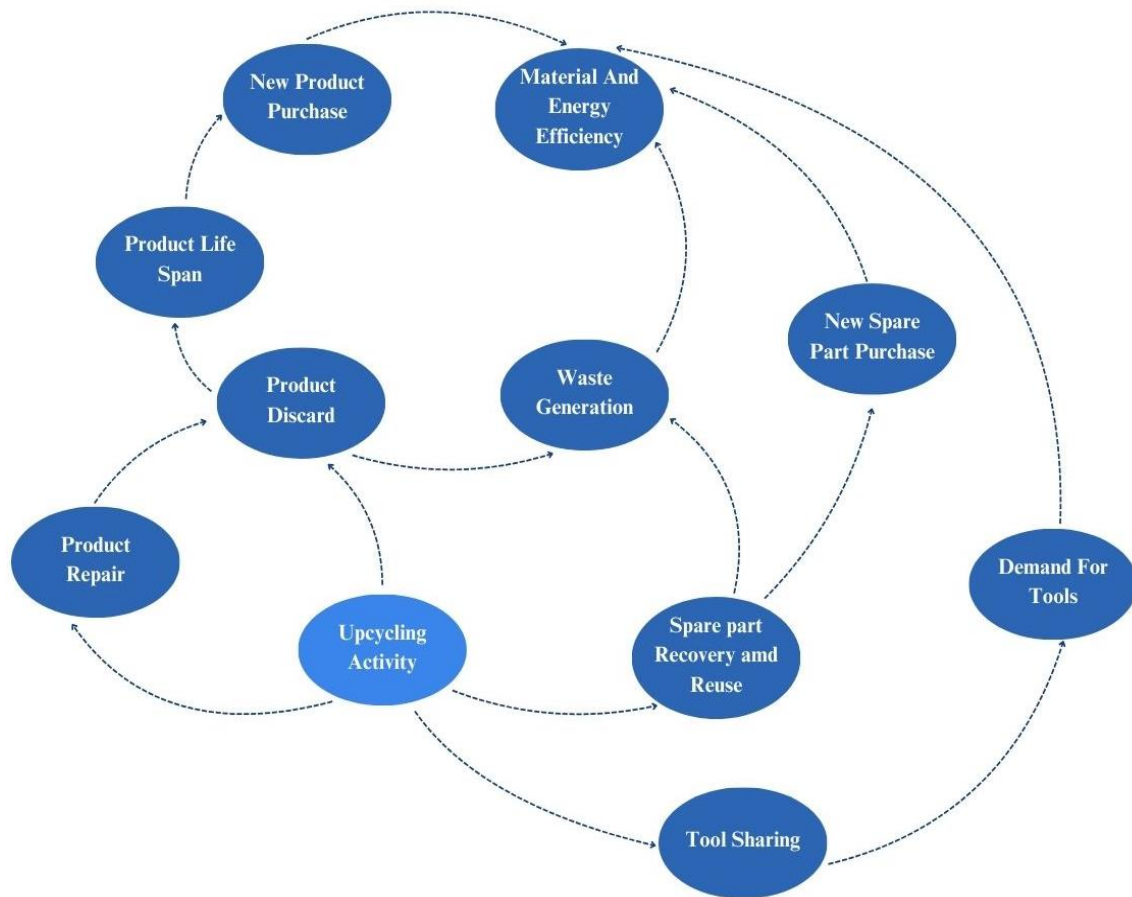 New Product
Purchase
Material And
Energy
Efficiency
Product Life
Span
New Spare
Part Purchase
Product
Discard
Waste
Generation
Product
Repair
Demand For
Tools
Upcycling
Activity
Spare part
Recovery amd
Reuse
Tool Sharing